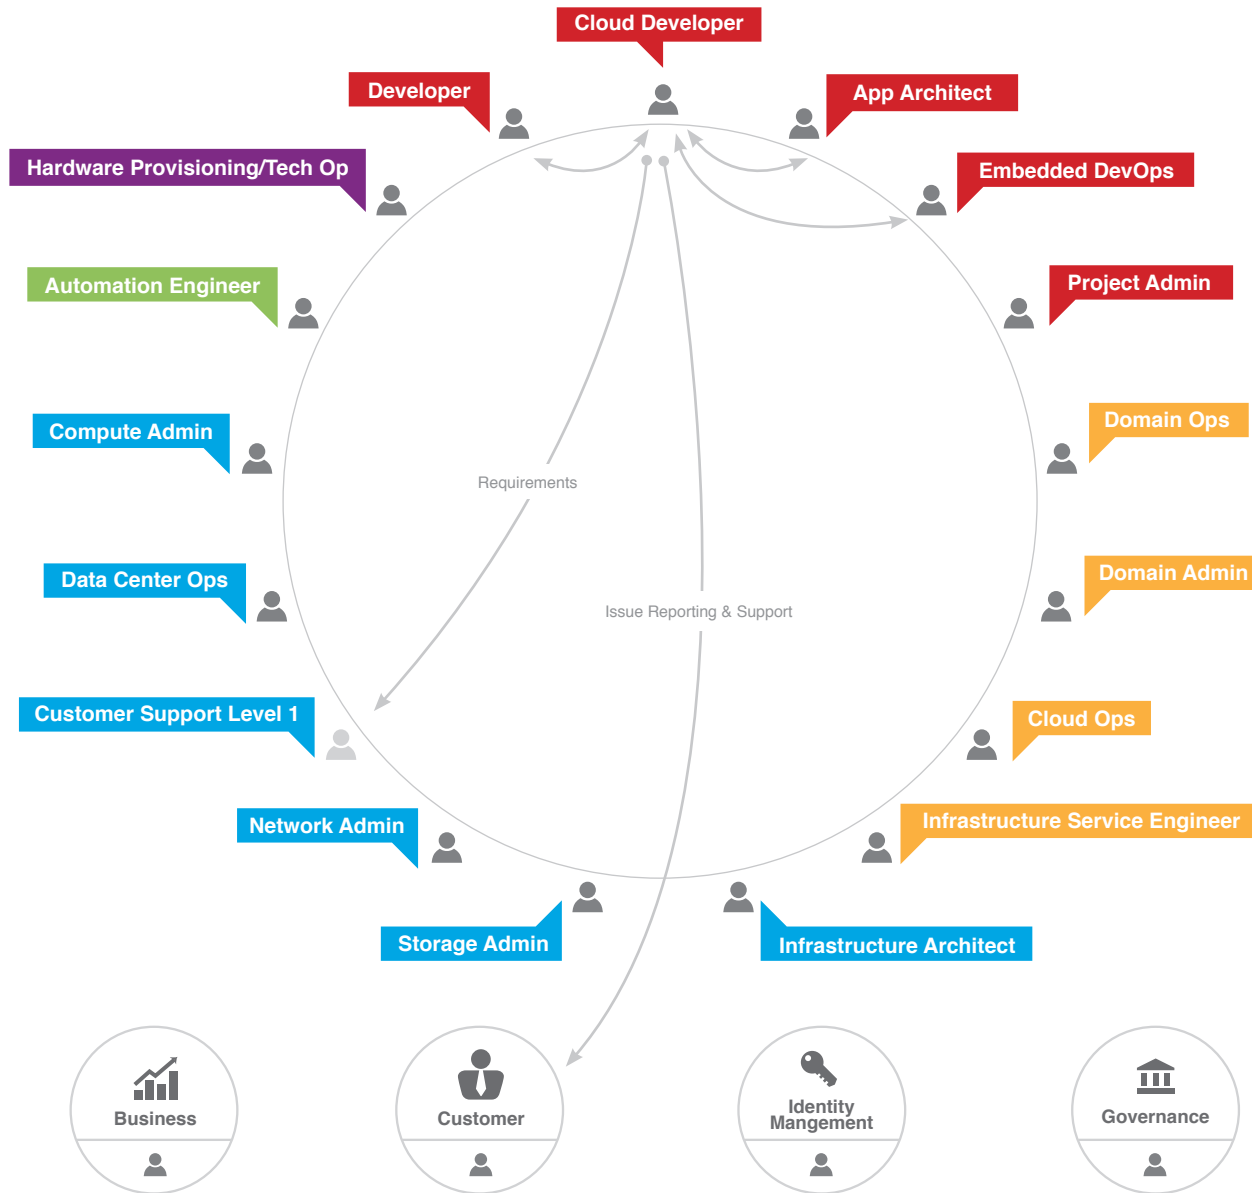 Cloud Developer
Developer
App Architect
Hardware Provisioning/Tech Op
Embedded DevOps
Automation Engineer
Project Admin
Compute Admin
Domain Ops
Requirements
Data Center Ops
Domain Admin
Issue Reporting & Support
Customer Support Level 1
Cloud Ops
Network Admin
Infrastructure Service Engineer
Storage Admin
Infrastructure Architect
Business
Customer
Identity
Mangement
Governance